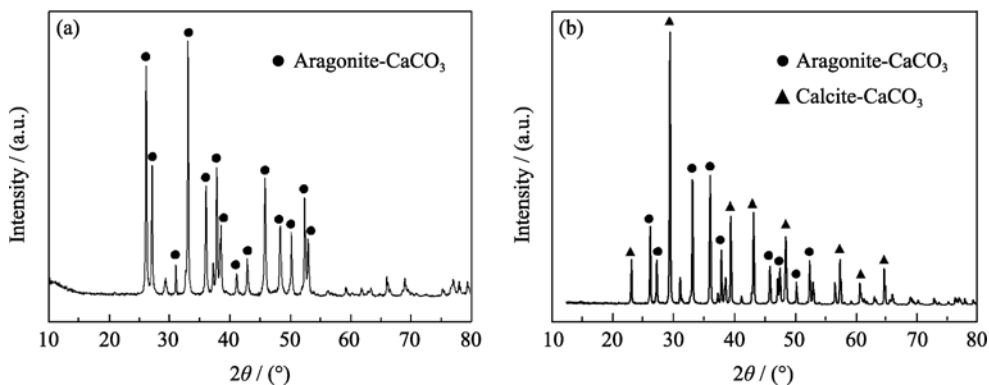 (a)
● Aragonite-CaCO₃
Intensity / (a.u.)
10 20 30 40 50 60 70 80
2θ / (°)
(b)
● Aragonite-CaCO₃
▲ Calcite-CaCO₃
Intensity / (a.u.)
10 20 30 40 50 60 70 80
2θ / (°)